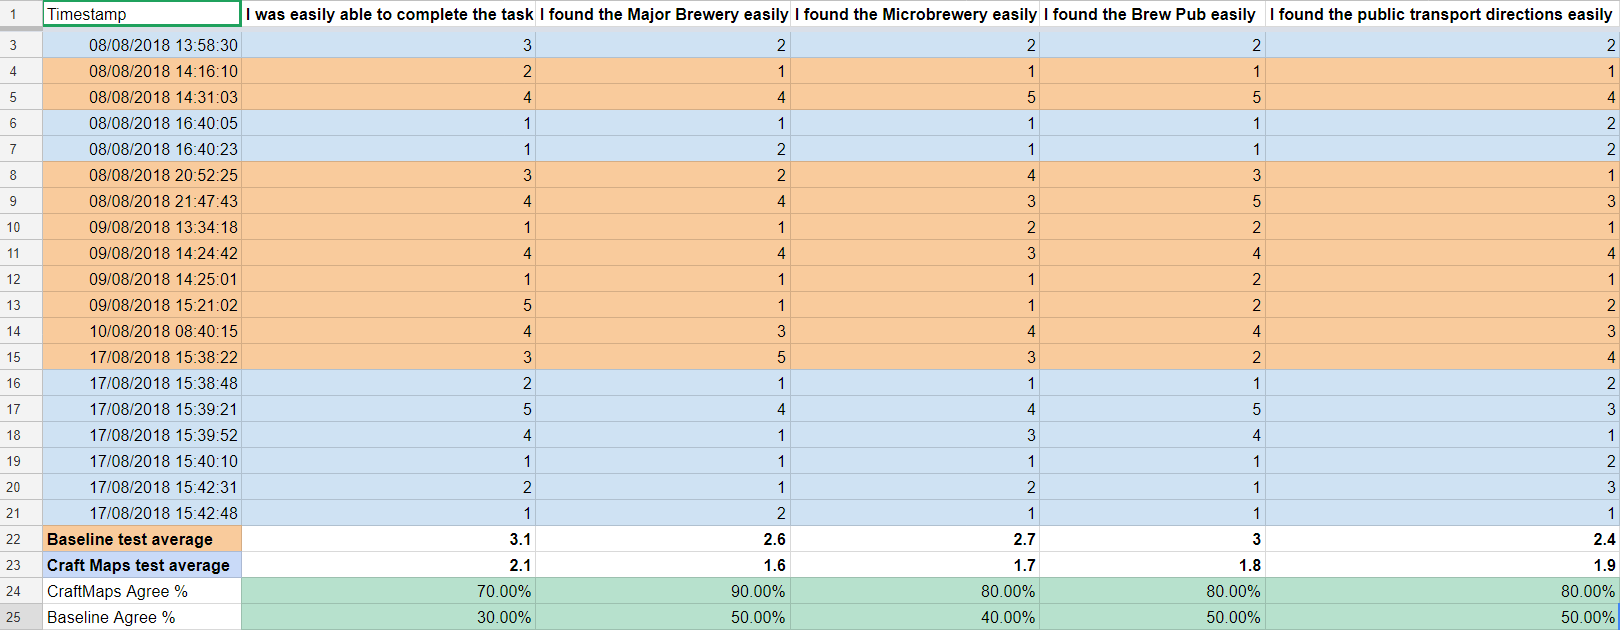 1 Timestamp I was easily able to complete the task I found the Major Brewery easily I found the Microbrewery easily I found the Brew Pub easily I found the public transport directions easily
3 08/08/2018 13:58:30 3 2 2 2 2
4 08/08/2018 14:16:10 2 1 1 1 1
5 08/08/2018 14:31:03 4 4 5 5 4
6 08/08/2018 16:40:05 1 1 1 1 2
7 08/08/2018 16:40:23 1 2 1 1 2
8 08/08/2018 20:52:25 3 2 4 3 1
9 08/08/2018 21:47:43 4 4 3 5 3
10 09/08/2018 13:34:18 1 1 2 2 1
11 09/08/2018 14:24:42 4 4 3 4 4
12 09/08/2018 14:25:01 1 1 1 2 1
13 09/08/2018 15:21:02 5 1 1 2 2
14 10/08/2018 08:40:15 4 3 4 4 3
15 17/08/2018 15:38:22 3 5 3 2 4
16 17/08/2018 15:38:48 2 1 1 1 2
17 17/08/2018 15:39:21 5 4 4 5 3
18 17/08/2018 15:39:52 4 1 3 4 1
19 17/08/2018 15:40:10 1 1 1 1 2
20 17/08/2018 15:42:31 2 1 2 1 3
21 17/08/2018 15:42:48 1 2 1 1 1
22 Baseline test average 3.1 2.6 2.7 3 2.4
23 Craft Maps test average 2.1 1.6 1.7 1.8 1.9
24 CraftMaps Agree % 70.00% 90.00% 80.00% 80.00% 80.00%
25 Baseline Agree % 30.00% 50.00% 40.00% 50.00% 50.00%